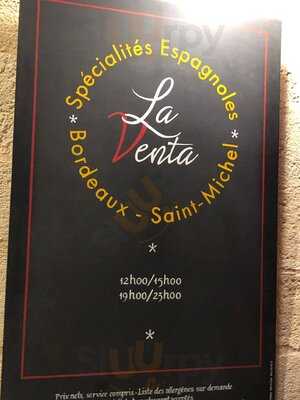 * Spécialités Espagnoles *
La
Venta
Bordeaux - Saint-Michel
*
12h00/15h00
19h00/23h00
*
Prix nets, service compris - Liste des allergènes sur demande